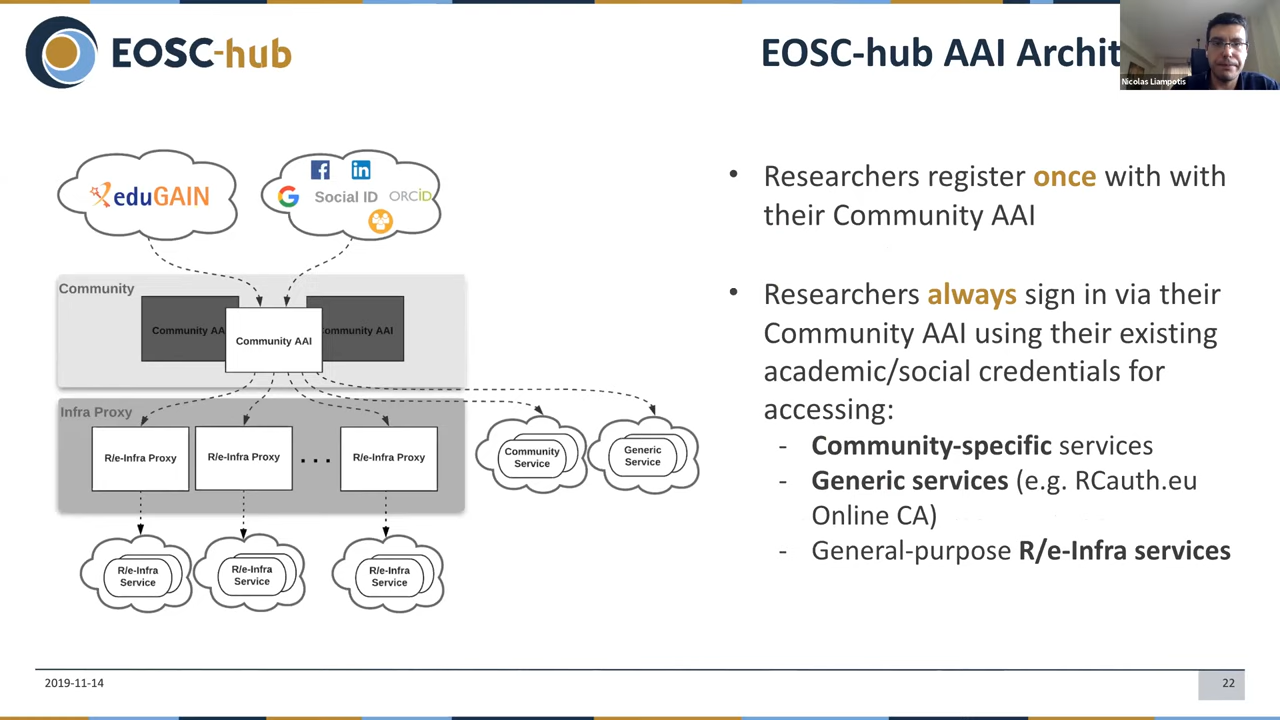 EOSC-hub
EOSC-hub AAI Archit
Nicolas Liampotis
eduGAIN
Social ID
ORCID
Community
Community AA
Community AAI
ommunity AAI
Infra Proxy
R/e-Infra Proxy
R/e-Infra Proxy
...
R/e-Infra Proxy
Community
Service
Generic
Service
R/e-Infra
Service
R/e-Infra
Service
R/e-Infra
Service
• Researchers register once with with
their Community AAI
• Researchers always sign in via their
Community AAI using their existing
academic/social credentials for
accessing:
- Community-specific services
- Generic services (e.g. RCauth.eu
Online CA)
- General-purpose R/e-Infra services
2019-11-14
22